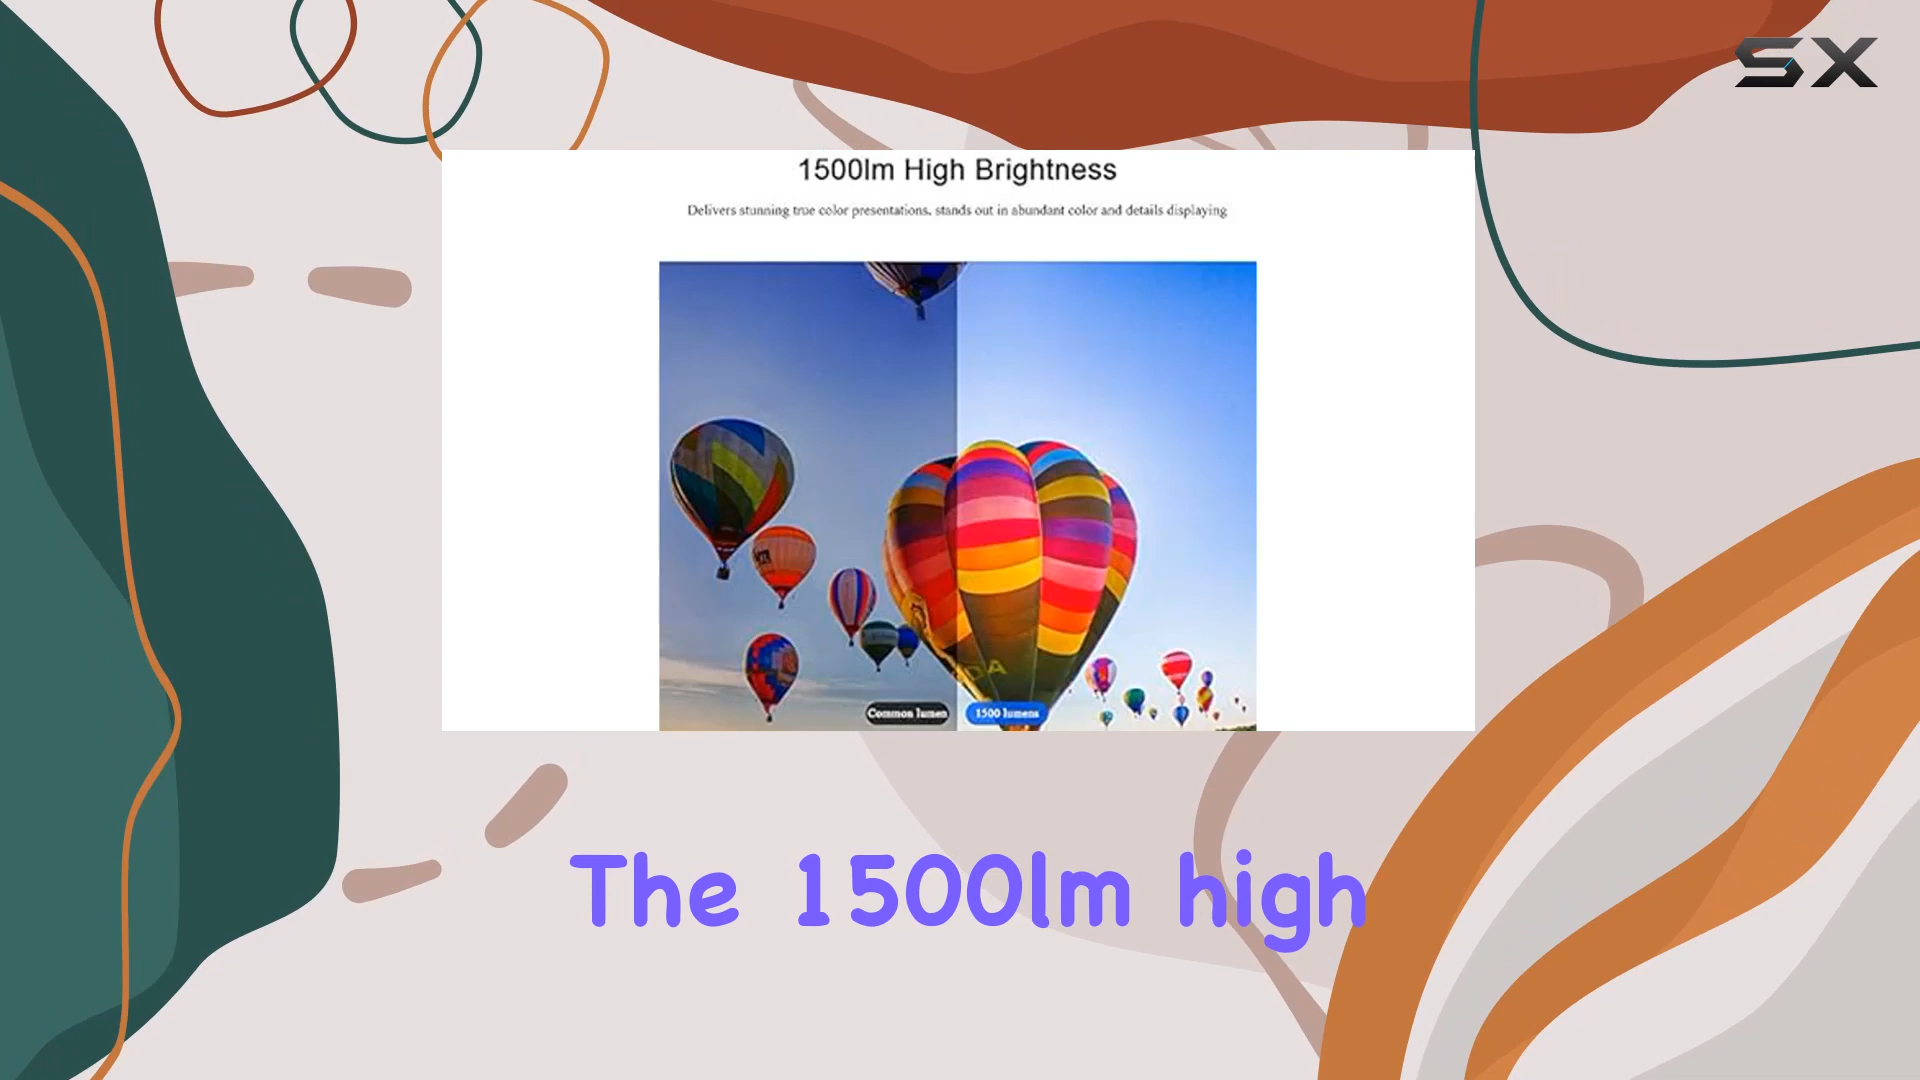 SX
1500lm High Brightness
Delivers stunning true color presentations, stands out in abundant color and details displaying
DA
Common lumen
1500 lumens
The 1500lm high